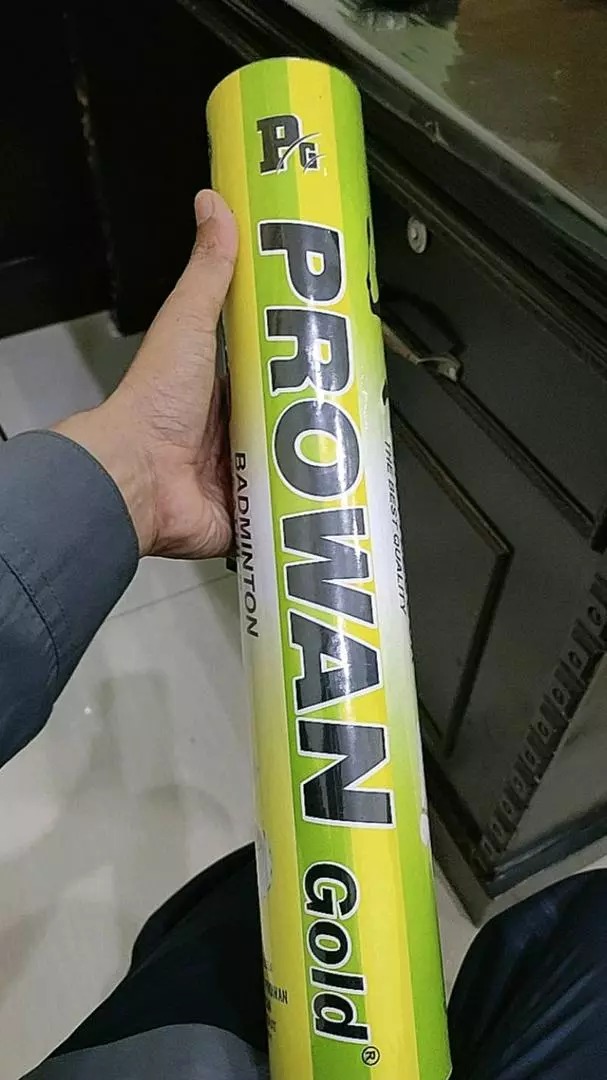 PG
PROWAN
Gold®
BADMINTON
THE BEST QUALITY